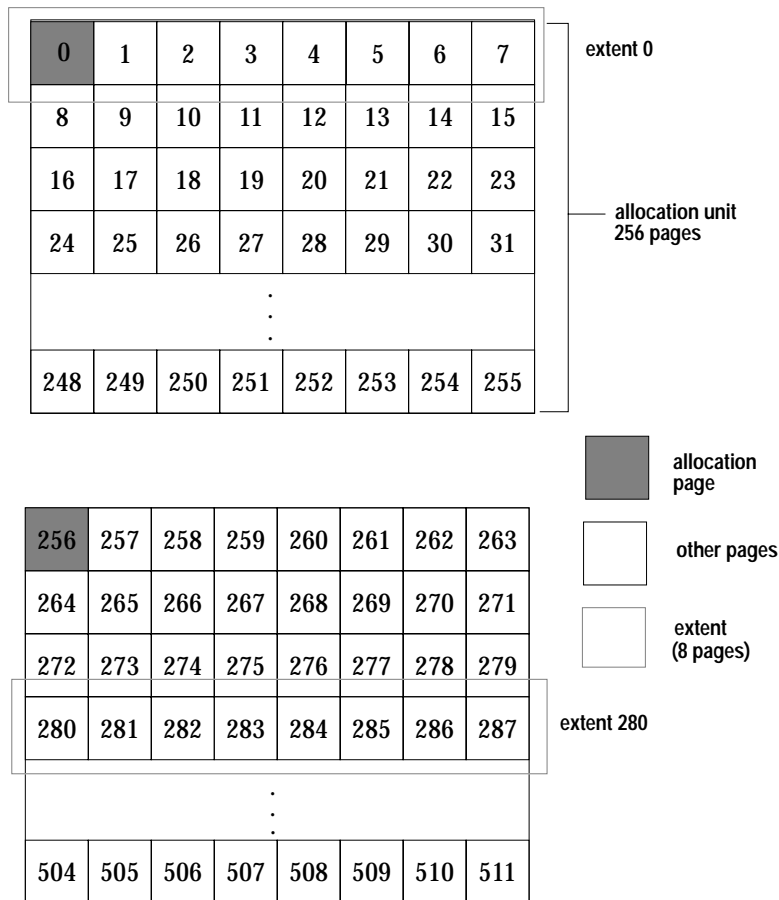 0 1 2 3 4 5 6 7
extent 0
8 9 10 11 12 13 14 15
16 17 18 19 20 21 22 23
allocation unit
256 pages
24 25 26 27 28 29 30 31
.
.
.
248 249 250 251 252 253 254 255
allocation
page
256 257 258 259 260 261 262 263
other pages
264 265 266 267 268 269 270 271
extent
(8 pages)
272 273 274 275 276 277 278 279
280 281 282 283 284 285 286 287
extent 280
.
.
.
504 505 506 507 508 509 510 511